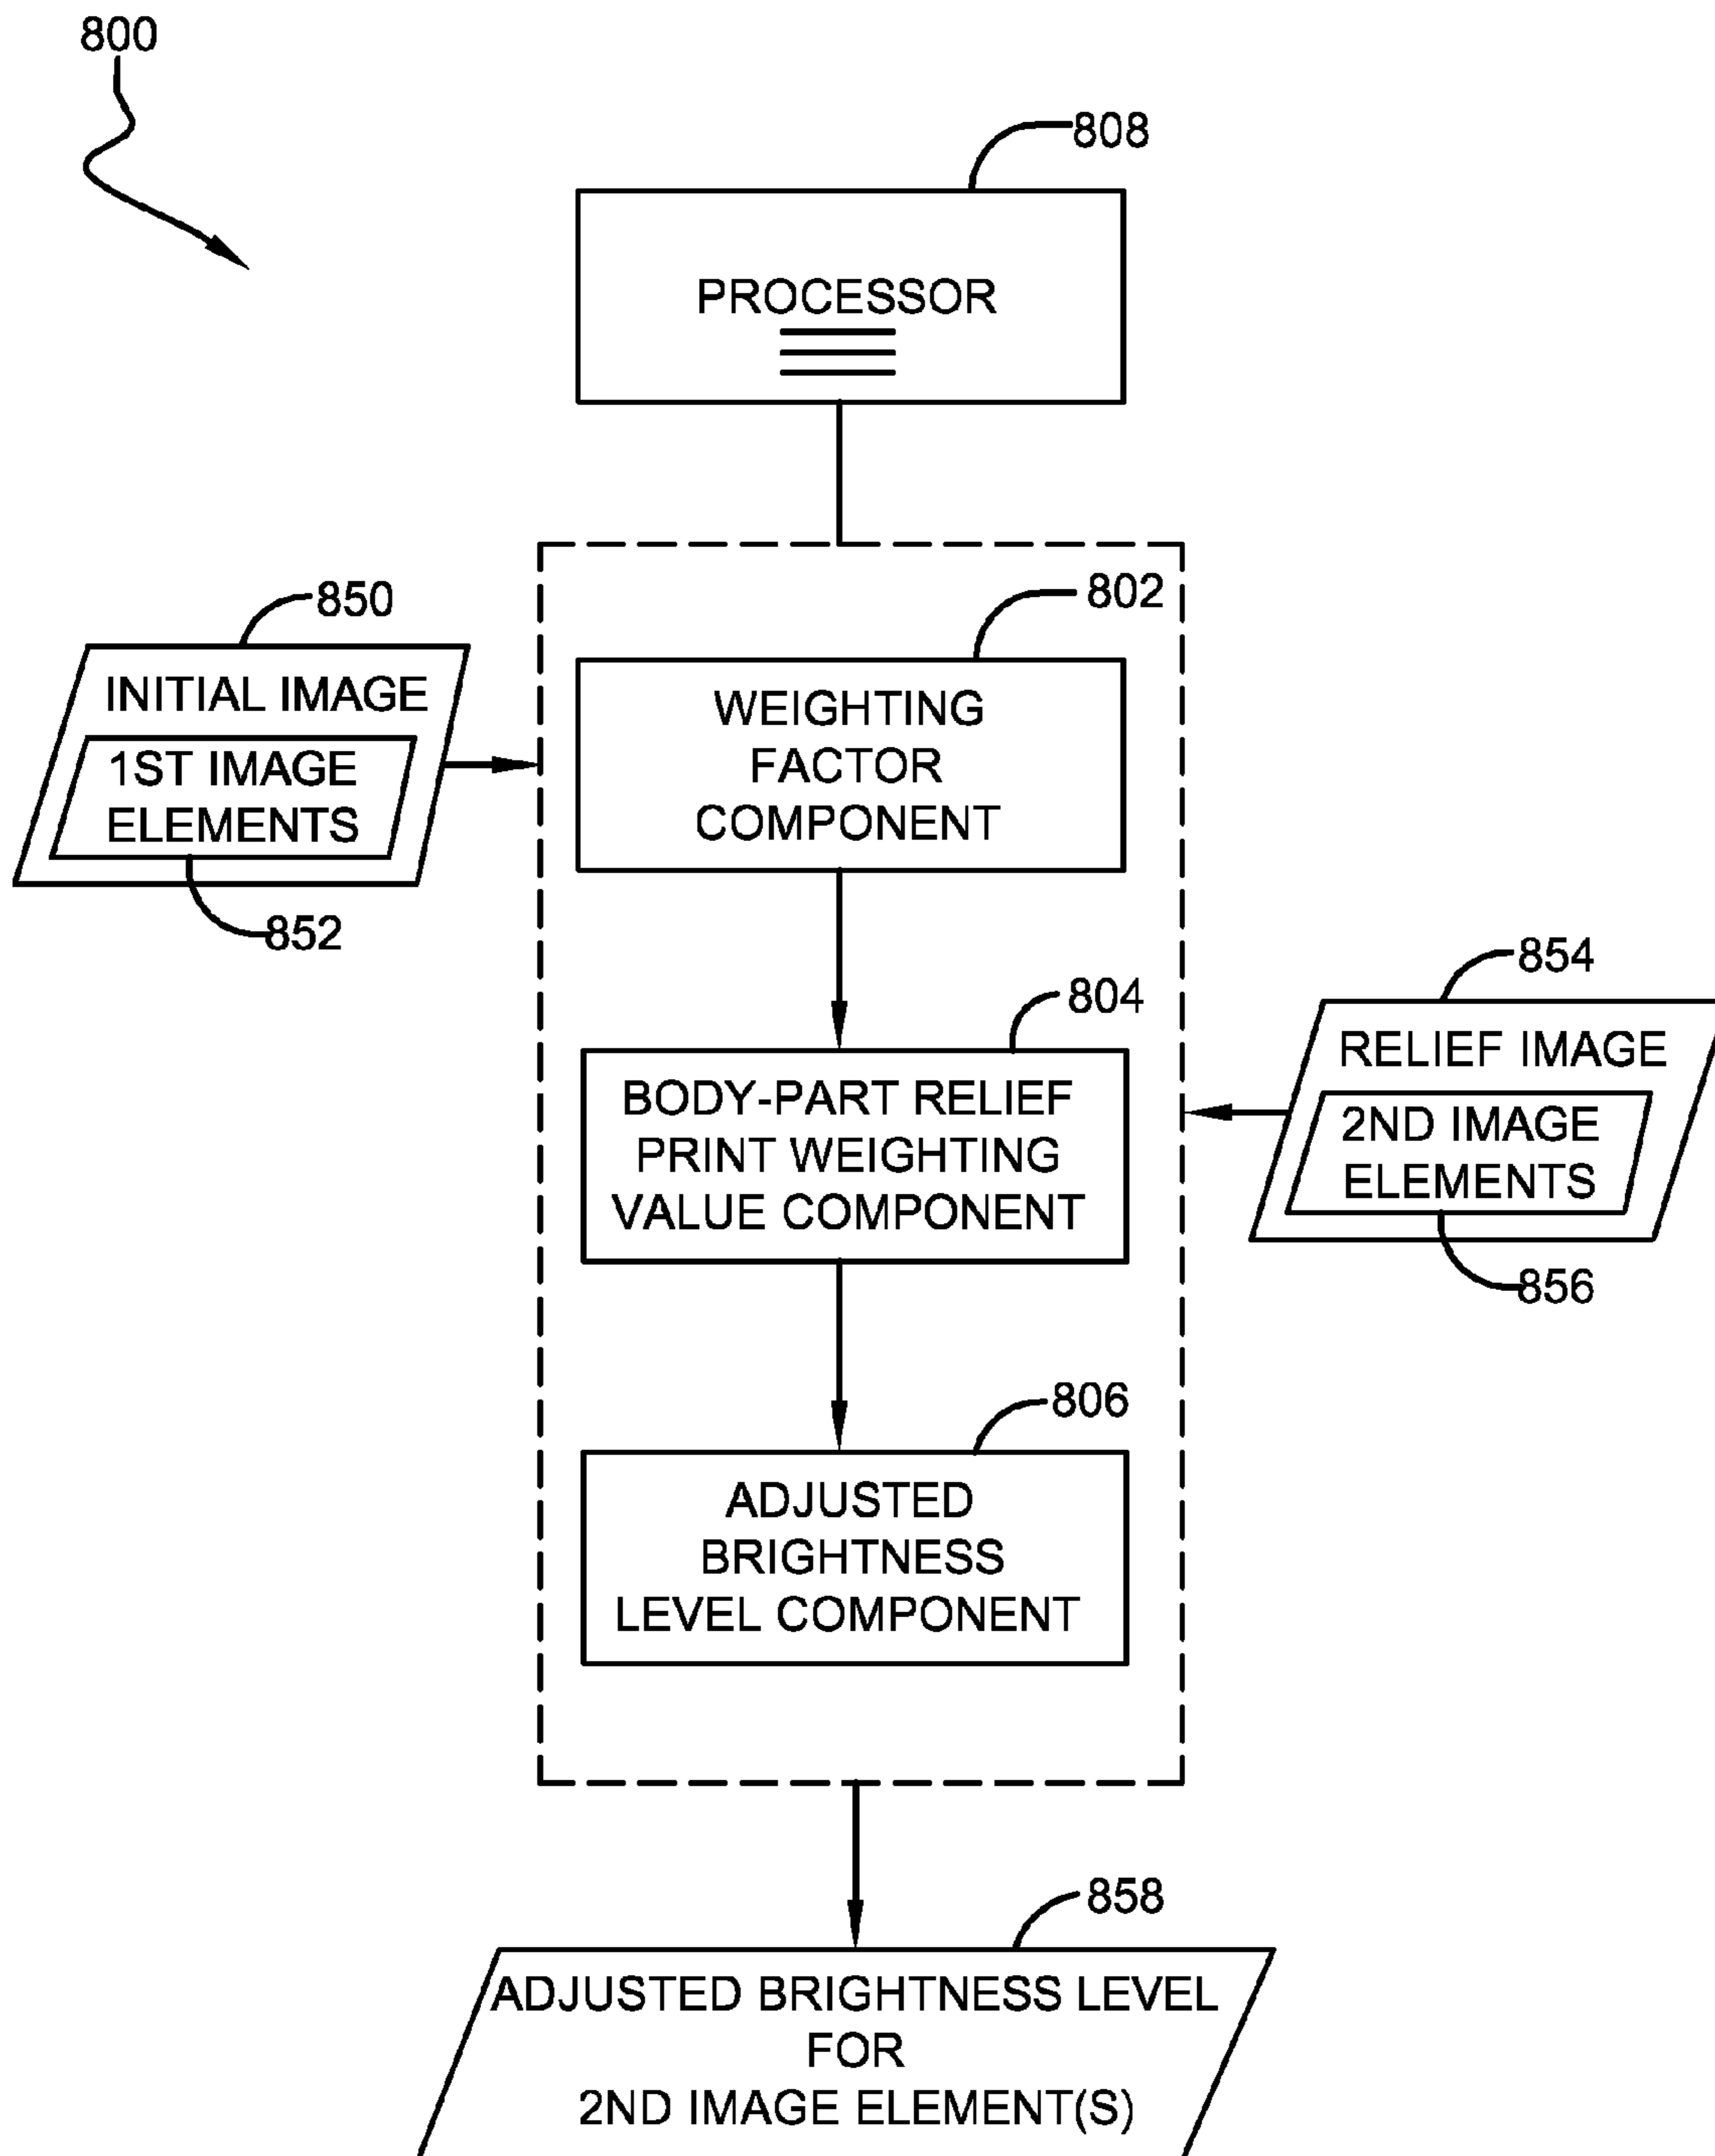 800
808
PROCESSOR
850
802
INITIAL IMAGE
1ST IMAGE
ELEMENTS
852
WEIGHTING
FACTOR
COMPONENT
854
804
RELIEF IMAGE
2ND IMAGE
ELEMENTS
856
BODY-PART RELIEF
PRINT WEIGHTING
VALUE COMPONENT
806
ADJUSTED
BRIGHTNESS
LEVEL COMPONENT
858
ADJUSTED BRIGHTNESS LEVEL
FOR
2ND IMAGE ELEMENT(S)